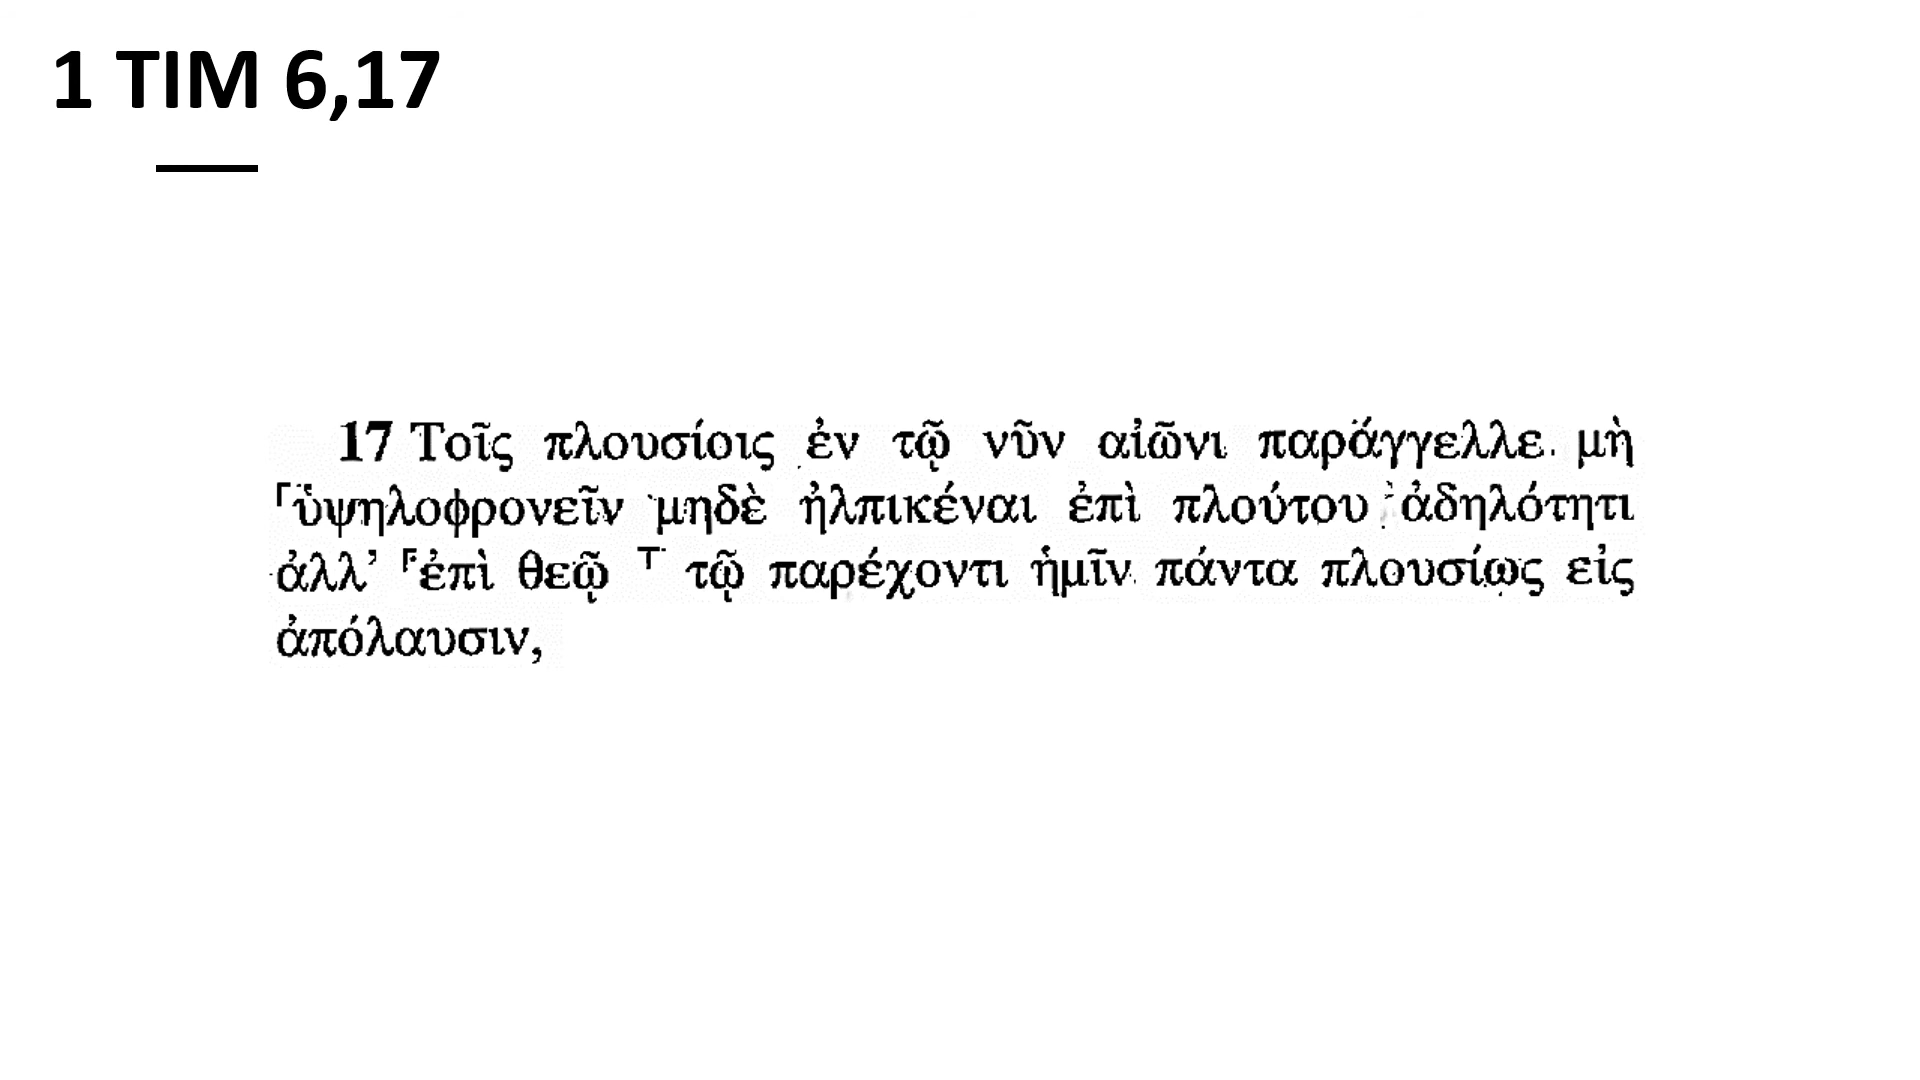 1 TIM 6,17
17 Τοῖς πλουσίοις ἐν τῷ νῦν αἰῶνι παράγγελλε μὴ
⸀ὑψηλοφρονεῖν μηδὲ ἠλπικέναι ἐπὶ πλούτου ἀδηλότητι
ἀλλ’ ⸁ἐπὶ θεῷ ⸆ τῷ παρέχοντι ἡμῖν πάντα πλουσίως εἰς
ἀπόλαυσιν,